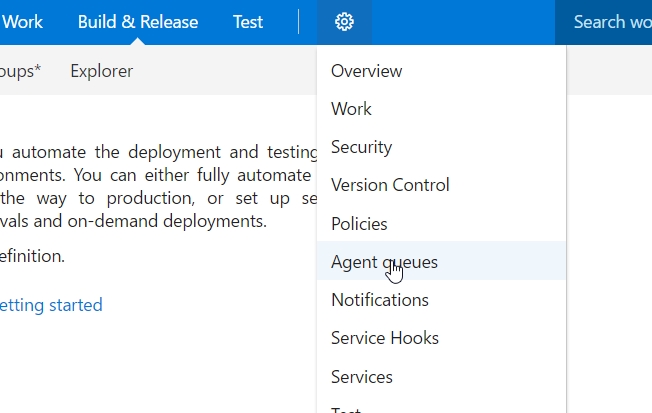 Work Build & Release Test Search wo
oups* Explorer
Overview
Work
Security
Version Control
Policies
Agent queues
Notifications
Service Hooks
Services
Test
u automate the deployment and testing
onments. You can either fully automate
the way to production, or set up se
vals and on-demand deployments.
efinition.
etting started